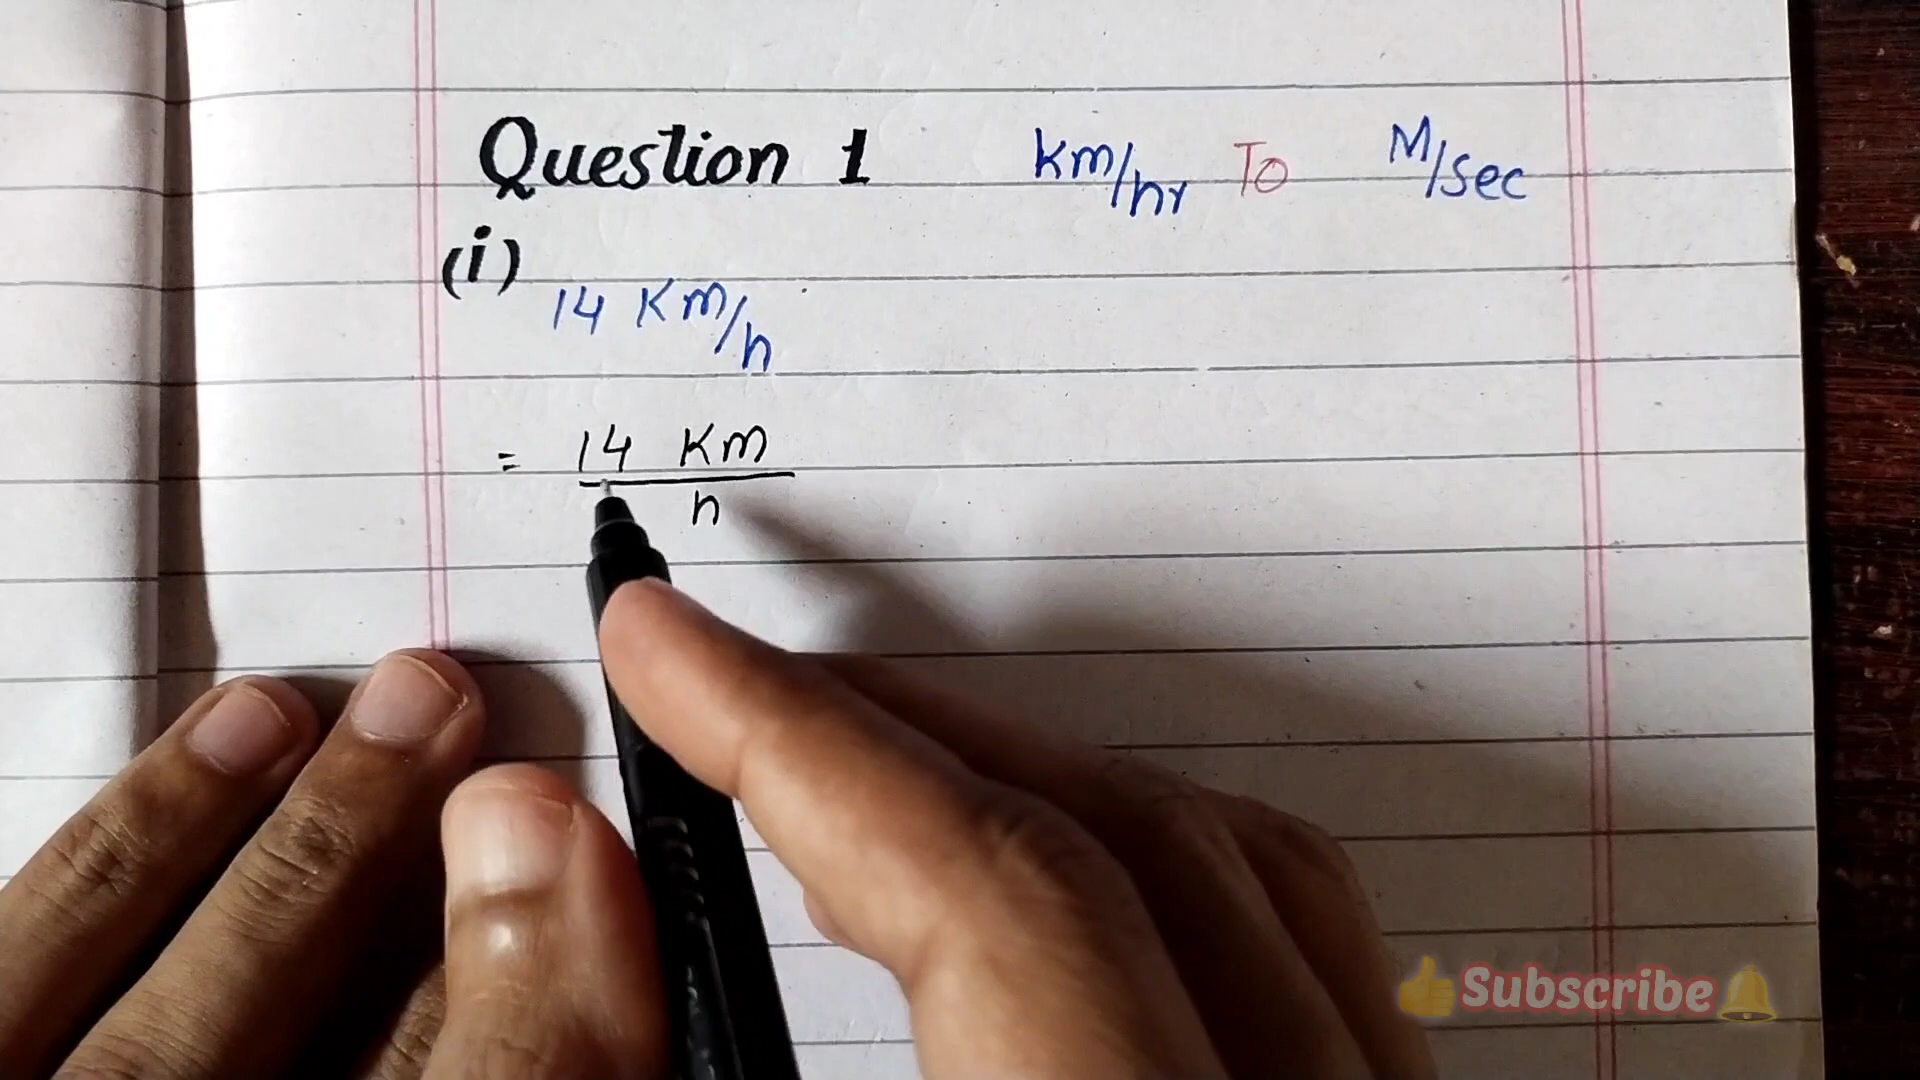 Question 1 Km/hr To M/sec
(i)
14 Km/h
= 14 Km
h
Subscribe